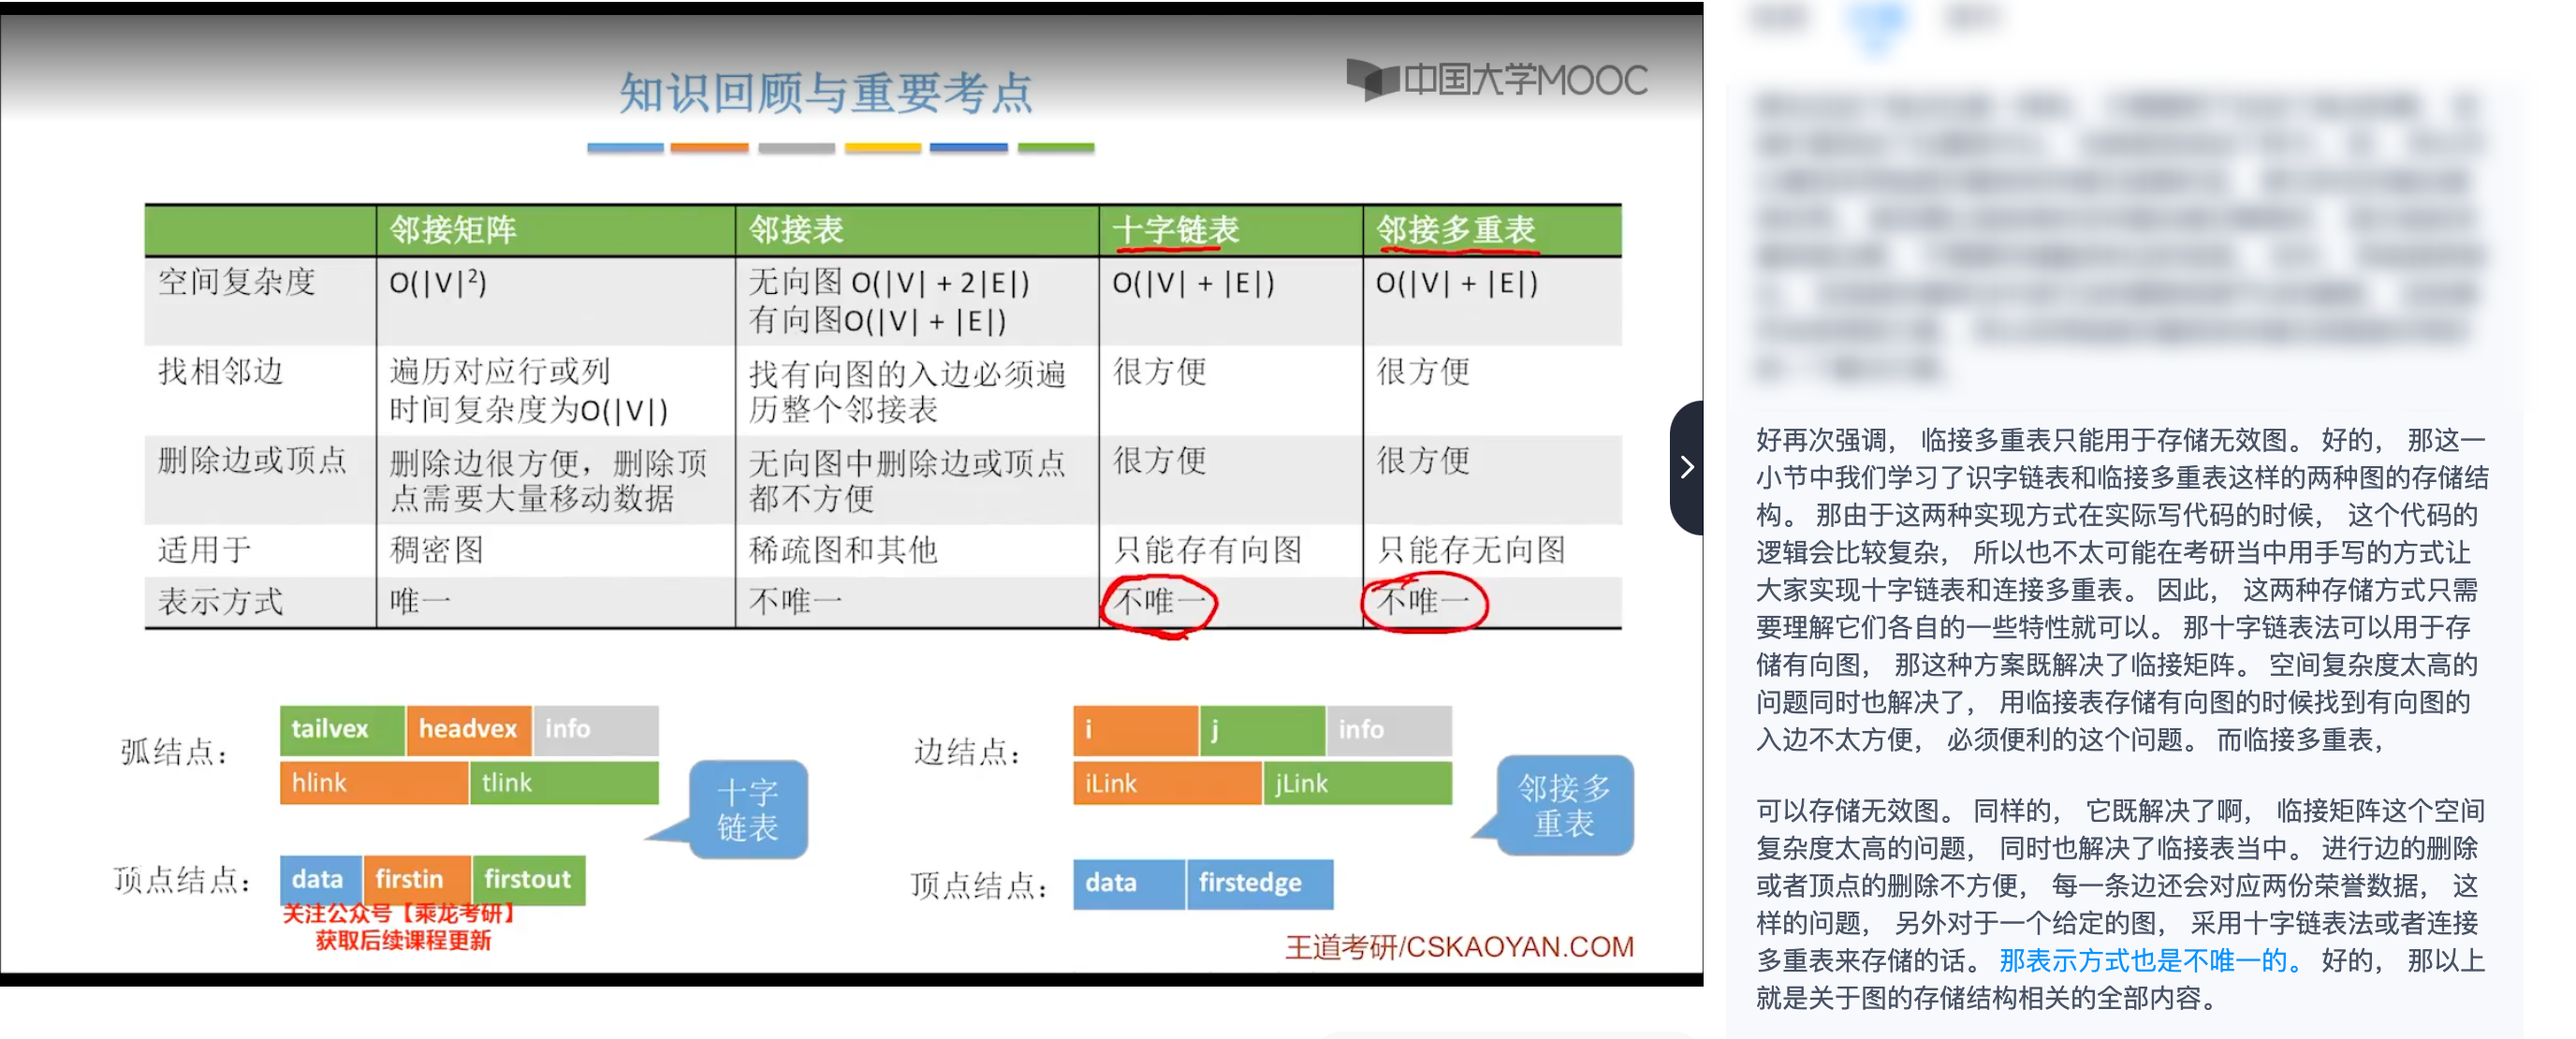 知识回顾与重要考点
中国大学MOOC
邻接矩阵 邻接表 十字链表 邻接多重表
空间复杂度 O(|V|²) 无向图 O(|V| + 2|E|) O(|V| + |E|) O(|V| + |E|)
有向图O(|V| + |E|)
找相邻边 遍历对应行或列 找有向图的入边必须遍 很方便 很方便
时间复杂度为O(|V|) 历整个邻接表
删除边或顶点 删除边很方便，删除顶 无向图中删除边或顶点 很方便 很方便
点需要大量移动数据 都不方便
适用于 稠密图 稀疏图和其他 只能存有向图 只能存无向图
表示方式 唯一 不唯一 不唯一 不唯一
弧结点：
tailvex headvex info
hlink tlink
十字
链表
顶点结点：
data firstin firstout
关注公众号【乘龙考研】
获取后续课程更新
边结点：
i j info
iLink jLink
邻接多
重表
顶点结点：
data firstedge
王道考研/CSKAOYAN.COM
好再次强调， 临接多重表只能用于存储无效图。 好的， 那这一
小节中我们学习了识字链表和临接多重表这样的两种图的存储结
构。 那由于这两种实现方式在实际写代码的时候， 这个代码的
逻辑会比较复杂， 所以也不太可能在考研当中用手写的方式让
大家实现十字链表和连接多重表。 因此， 这两种存储方式只需
要理解它们各自的一些特性就可以。 那十字链表法可以用于存
储有向图， 那这种方案既解决了临接矩阵。 空间复杂度太高的
问题同时也解决了， 用临接表存储有向图的时候找到有向图的
入边不太方便， 必须便利的这个问题。 而临接多重表，
可以存储无效图。 同样的， 它既解决了啊， 临接矩阵这个空间
复杂度太高的问题， 同时也解决了临接表当中。 进行边的删除
或者顶点的删除不方便， 每一条边还会对应两份荣誉数据， 这
样的问题， 另外对于一个给定的图， 采用十字链表法或者连接
多重表来存储的话。 那表示方式也是不唯一的。 好的， 那以上
就是关于图的存储结构相关的全部内容。